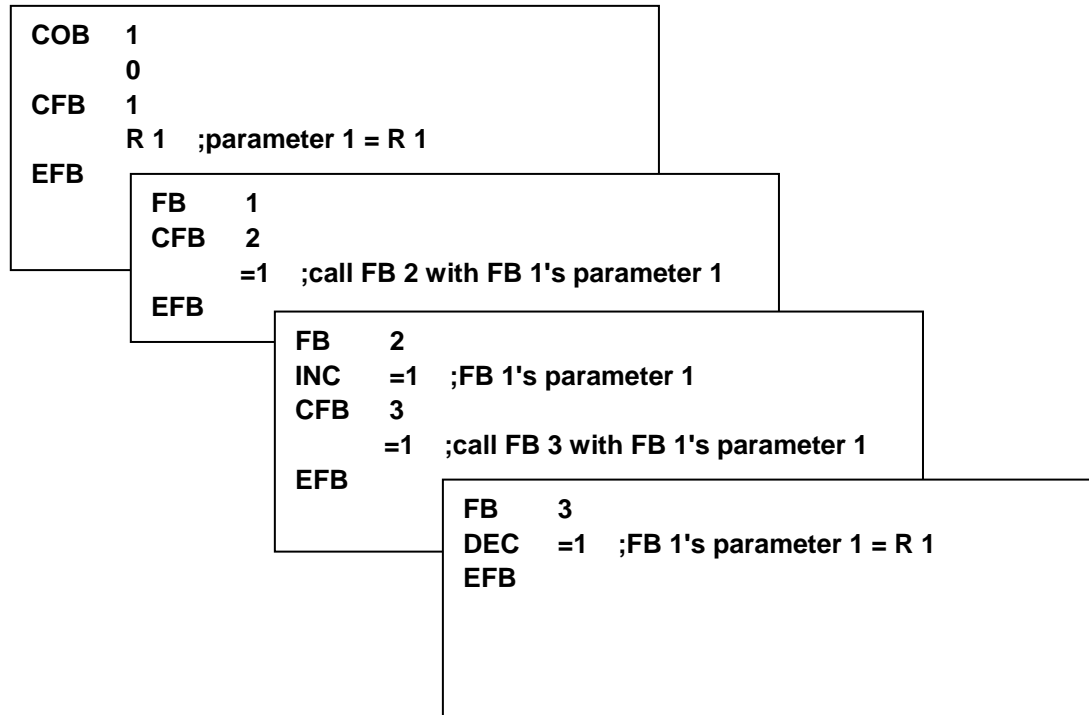 COB 1
0
CFB 1
R 1 ;parameter 1 = R 1
EFB
FB 1
CFB 2
=1 ;call FB 2 with FB 1's parameter 1
EFB
FB 2
INC =1 ;FB 1's parameter 1
CFB 3
=1 ;call FB 3 with FB 1's parameter 1
EFB
FB 3
DEC =1 ;FB 1's parameter 1 = R 1
EFB